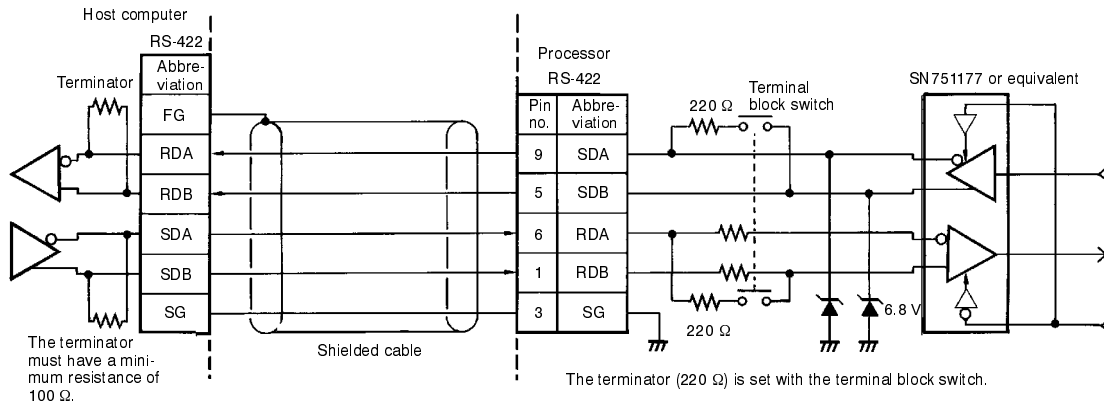 Host computer
RS-422
Abbre-
viation
Terminator
FG
RDA
RDB
SDA
SDB
SG
The terminator
must have a mini-
mum resistance of
100 Ω.
Shielded cable
Processor
RS-422
Pin
no.
Abbre-
viation
9 SDA
5 SDB
6 RDA
1 RDB
3 SG
220 Ω
Terminal
block switch
220 Ω
6.8 V
SN751177 or equivalent
The terminator (220 Ω) is set with the terminal block switch.